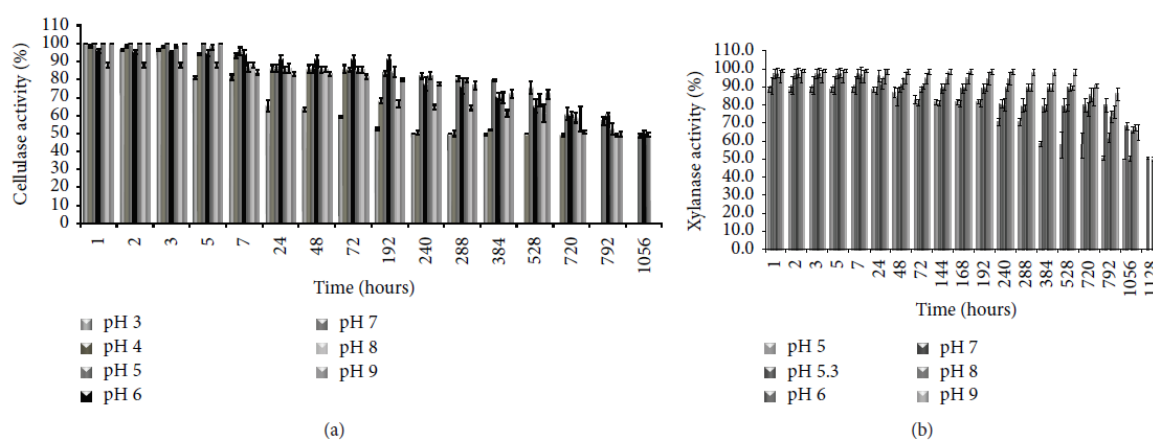 110
100
90
80
70
60
50
40
30
20
10
0
Cellulase activity (%)
1 2 3 5 7 24 48 72 192 240 288 384 528 720 792 1056
Time (hours)
pH 3 pH 7
pH 4 pH 8
pH 5 pH 9
pH 6
(a)
110.0
100.0
90.0
80.0
70.0
60.0
50.0
40.0
30.0
20.0
10.0
0.0
Xylanase activity (%)
1 2 3 5 7 24 48 72 144 168 192 240 288 384 528 720 792 1056 1128
Time (hours)
pH 5 pH 7
pH 5.3 pH 8
pH 6 pH 9
(b)